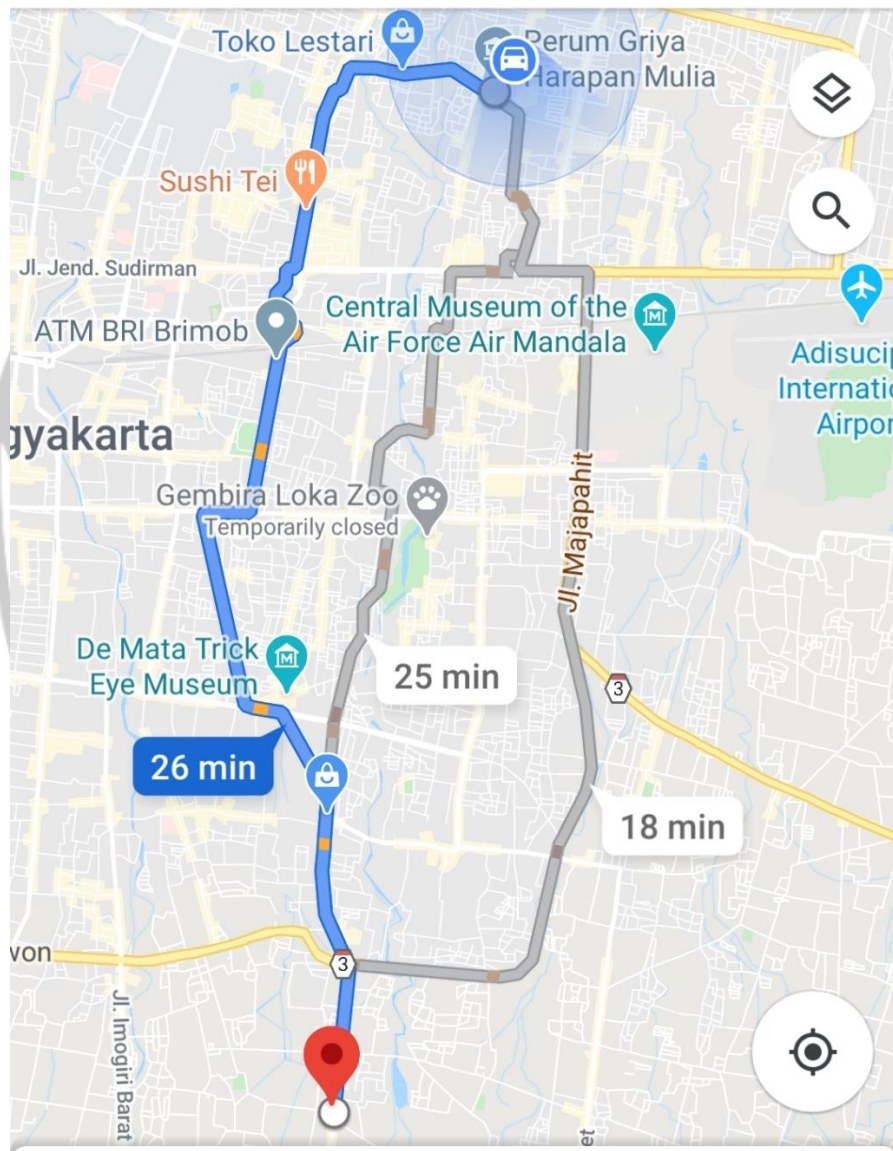 Toko Lestari
Perum Griya
Harapan Mulia
Sushi Tei
Jl. Jend. Sudirman
Central Museum of the
Air Force Air Mandala
ATM BRI Brimob
Adisucip
Internatio
Airpor
gyakarta
Gembira Loka Zoo
Temporarily closed
Jl. Majapahit
De Mata Trick
Eye Museum
25 min
3
26 min
18 min
won
3
Jl. Imogiri Barat
et